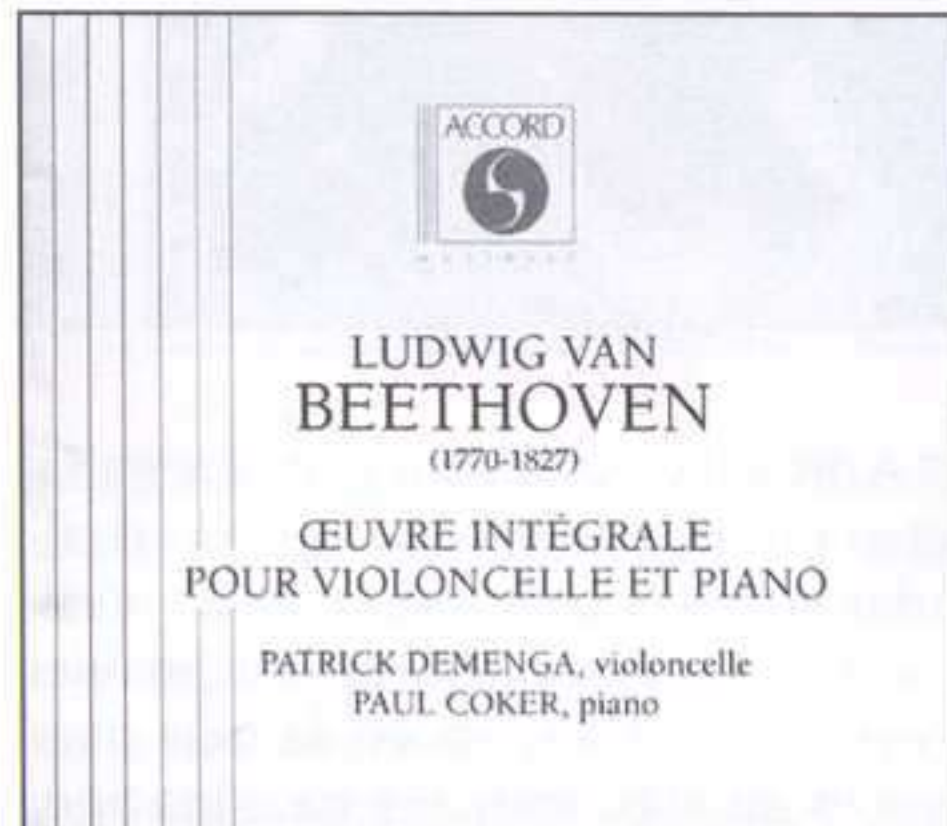 ACCORD
LUDWIG VAN
BEETHOVEN
(1770-1827)
ŒUVRE INTÉGRALE
POUR VIOLONCELLE ET PIANO
PATRICK DEMENGA, violoncelle
PAUL COKER, piano